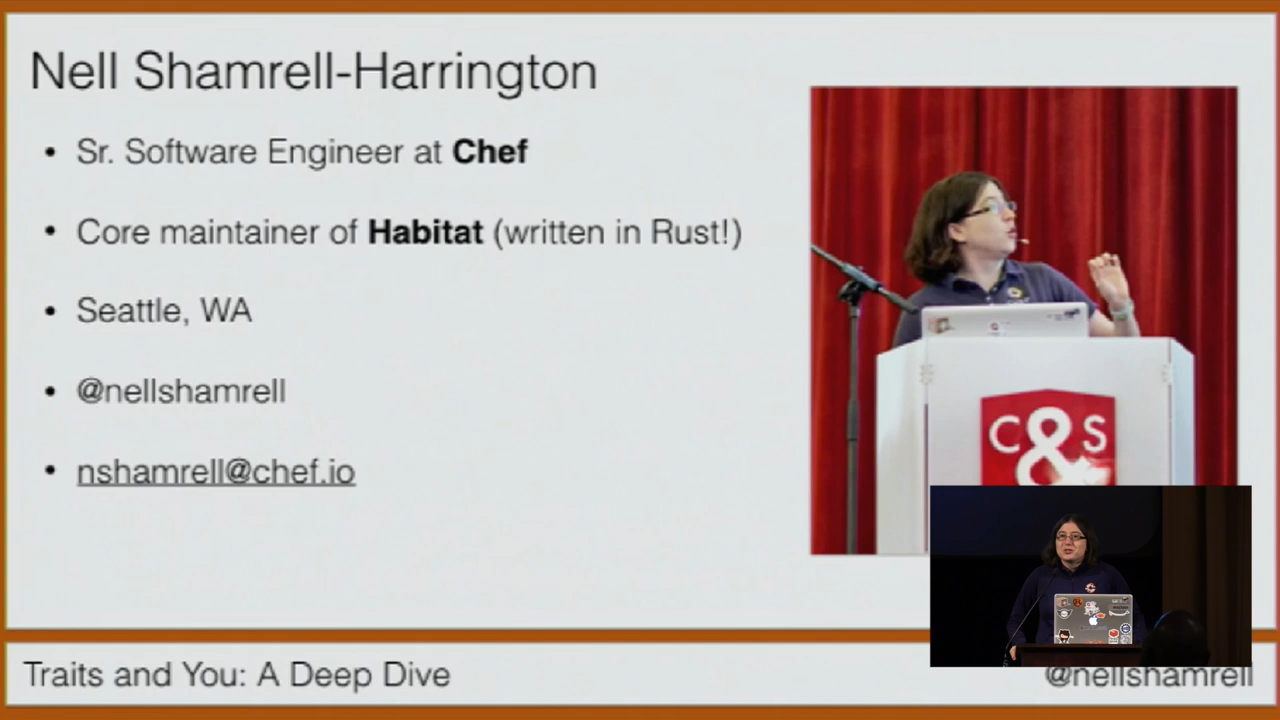 Nell Shamrell-Harrington
• Sr. Software Engineer at Chef
• Core maintainer of Habitat (written in Rust!)
• Seattle, WA
• @nellshamrell
• nshamrell@chef.io
C&S
Traits and You: A Deep Dive
@nellshamrell